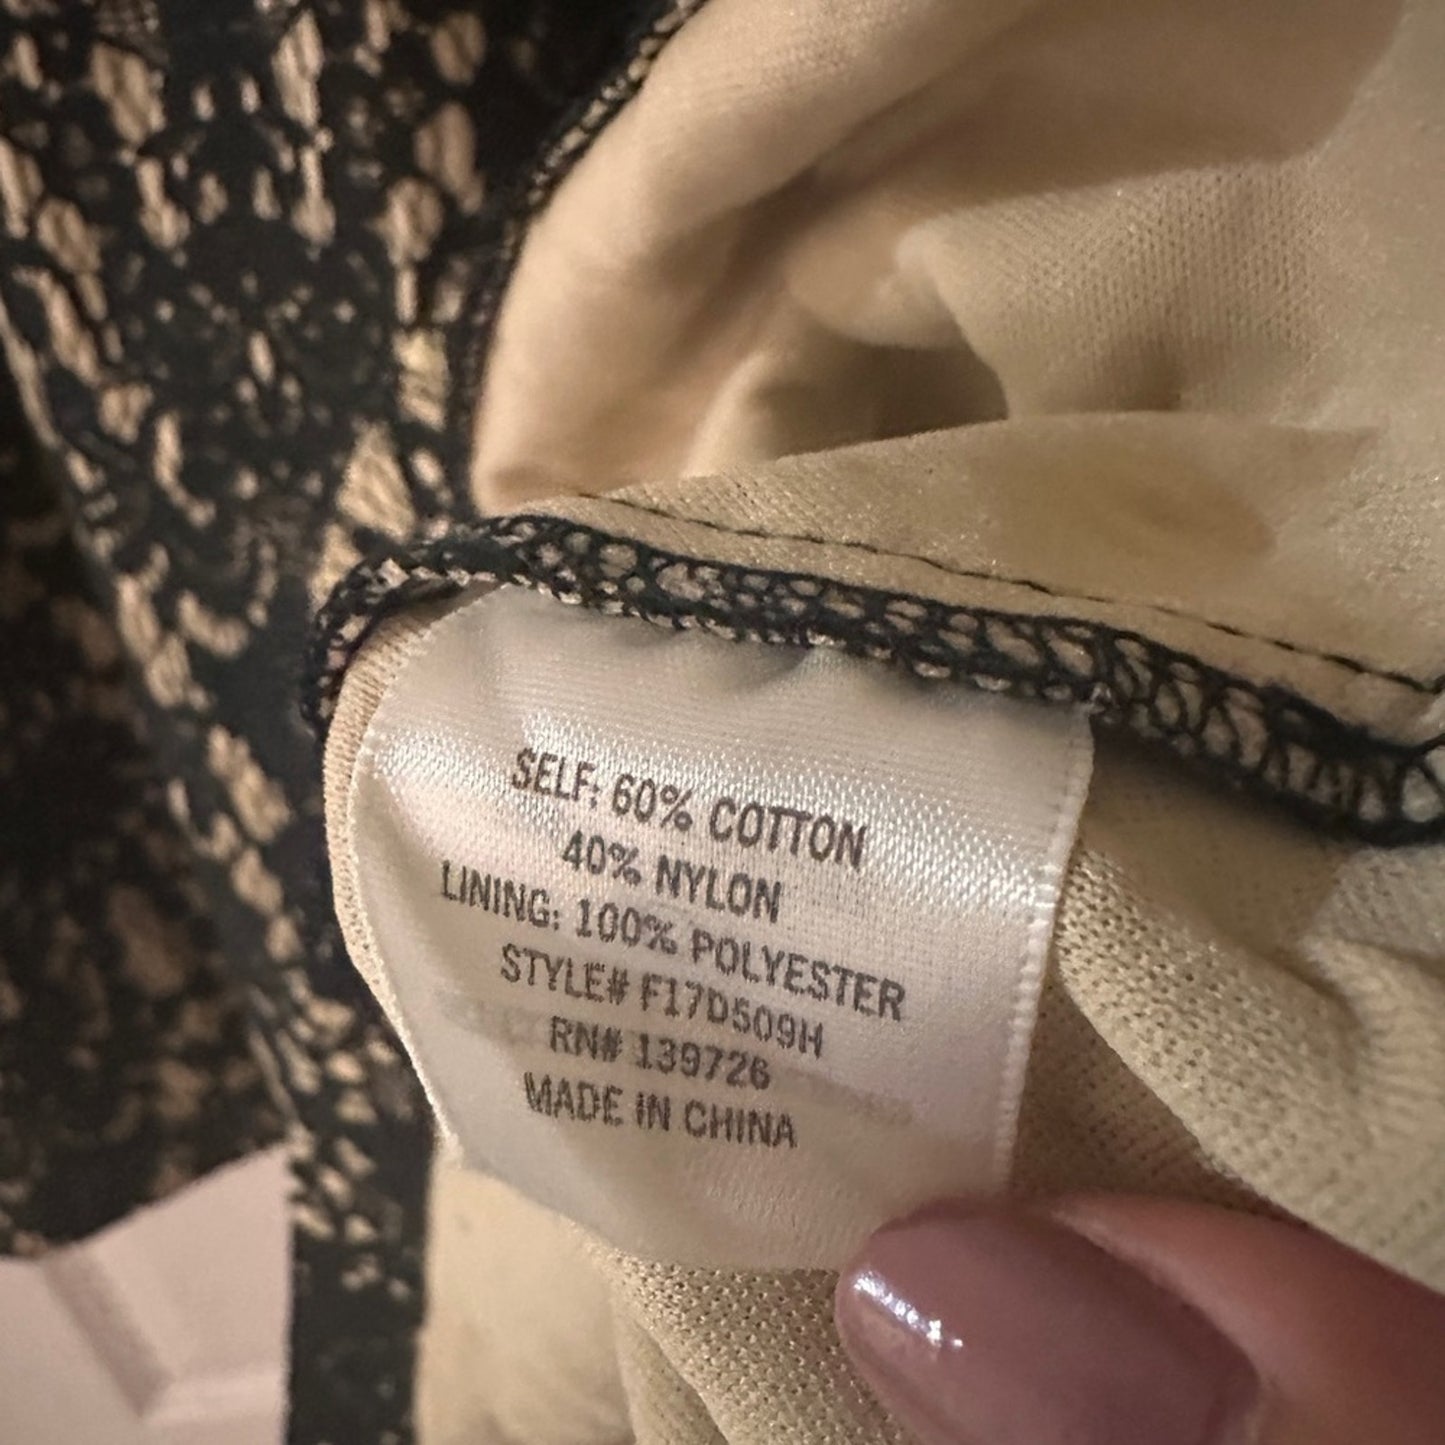 SELF: 60% COTTON
40% NYLON
LINING: 100% POLYESTER
STYLE# F17D509H
RN# 139726
MADE IN CHINA